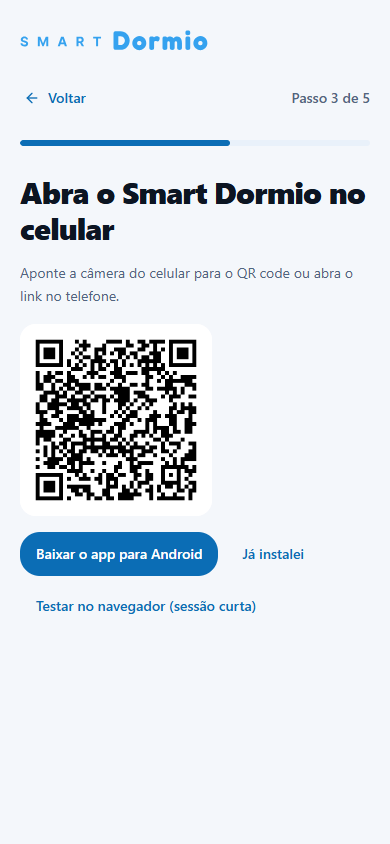 SMART Dormio
Voltar
Passo 3 de 5
Abra o Smart Dormio no
celular
Aponte a câmera do celular para o QR code ou abra o
link no telefone.
Baixar o app para Android
Já instalei
Testar no navegador (sessão curta)